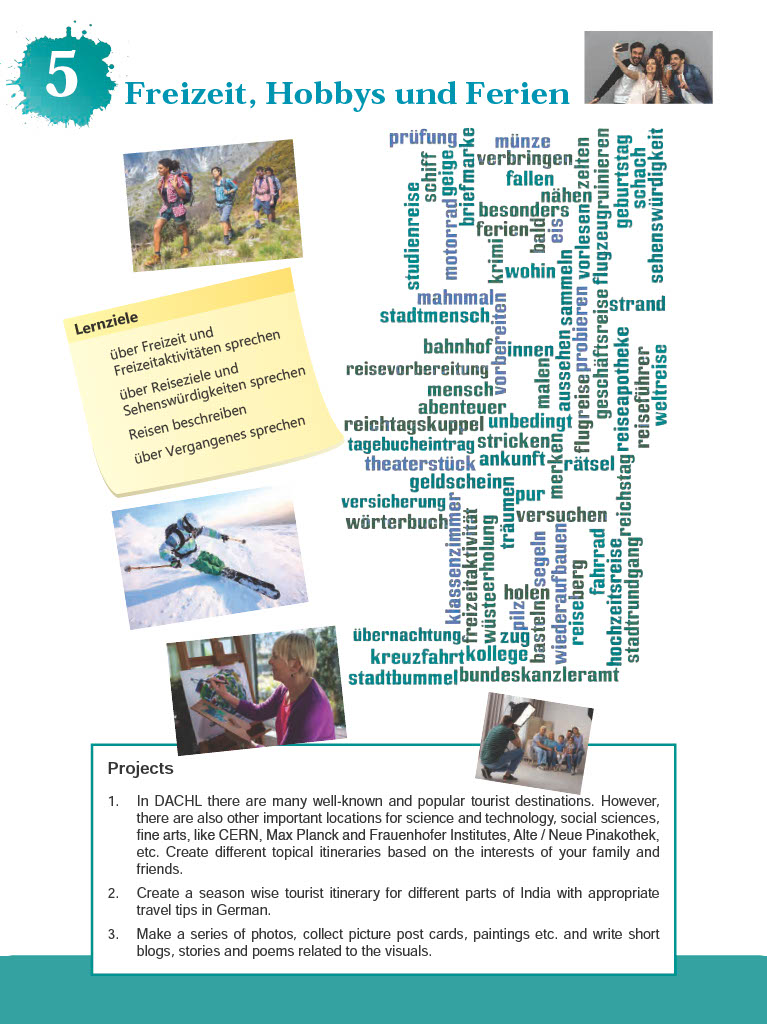 5
Freizeit, Hobbys und Ferien
Lernziele
über Freizeit und
Freizeitaktivitäten sprechen
über Reiseziele und
Sehenswürdigkeiten sprechen
Reisen beschreiben
über Vergangenes sprechen
prüfung
schiff
geige
briefmarke
münze
verbringen
fallen
nähen
zelten
ruinieren
geburtstag
schach
sehenswürdigkeit
studienreise
motorrad
besonders
ferien
krimi
bald
eis
vorlesen
flugzeug
wohin
sammeln
mahnmal
stadtmensch
vorbereiten
probieren
geschäftsreise
strand
bahnhof
innen
aussehen
reisevorbereitung
mensch
malen
abenteuer
flugreise
reiseapotheke
reiseführer
weltreise
reichtagskuppel
unbedingt
tagebucheintrag
stricken
merken
theaterstück
ankunft
rätsel
geldschein
träumen
pur
reichstag
versicherung
wörterbuch
klassenzimmer
freizeitaktivität
wüste
erholung
versuchen
segeln
wiederaufbauen
fahrrad
holen
pilz
basteln
reise
berg
hochzeitsreise
stadtrundgang
übernachtung
zug
kreuzfahrt
kollege
stadtbummel
bundeskanzleramt
Projects
1. In DACHL there are many well-known and popular tourist destinations. However,
there are also other important locations for science and technology, social sciences,
fine arts, like CERN, Max Planck and Frauenhofer Institutes, Alte / Neue Pinakothek,
etc. Create different topical itineraries based on the interests of your family and
friends.
2. Create a season wise tourist itinerary for different parts of India with appropriate
travel tips in German.
3. Make a series of photos, collect picture post cards, paintings etc. and write short
blogs, stories and poems related to the visuals.